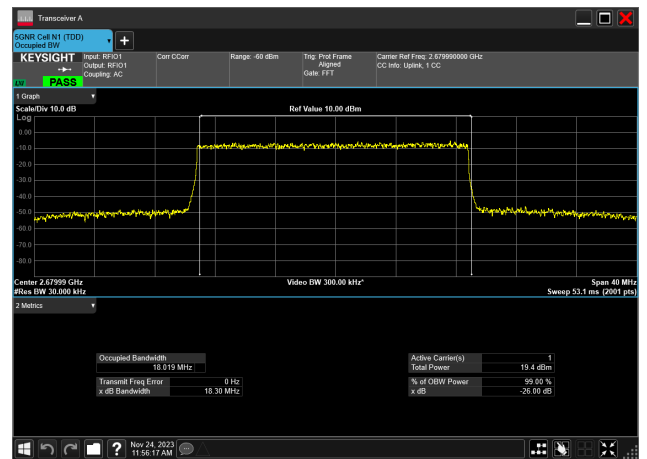 Transceiver A
5GNR Cell N1 (TDD)
Occupied BW
KEYSIGHT
Input: RFIO1
Output: RFIO1
Coupling: AC
Corr CCorr
Range: -60 dBm
Trig: Prot Frame
Aligned
Gate: FFT
Carrier Ref Freq: 2.679990000 GHz
CC Info: Uplink, 1 CC
PASS
1 Graph
Scale/Div 10.0 dB
Ref Value 10.00 dBm
Log
0.00
-10.0
-20.0
-30.0
-40.0
-50.0
-60.0
-70.0
-80.0
Center 2.67999 GHz
Video BW 300.00 kHz*
Span 40 MHz
#Res BW 30.000 kHz
Sweep 53.1 ms (2001 pts)
2 Metrics
Occupied Bandwidth
18.019 MHz
Transmit Freq Error 0 Hz
x dB Bandwidth 18.30 MHz
Active Carrier(s) 1
Total Power 19.4 dBm
% of OBW Power 99.00 %
x dB -26.00 dB
?
Nov 24, 2023
11:56:17 AM